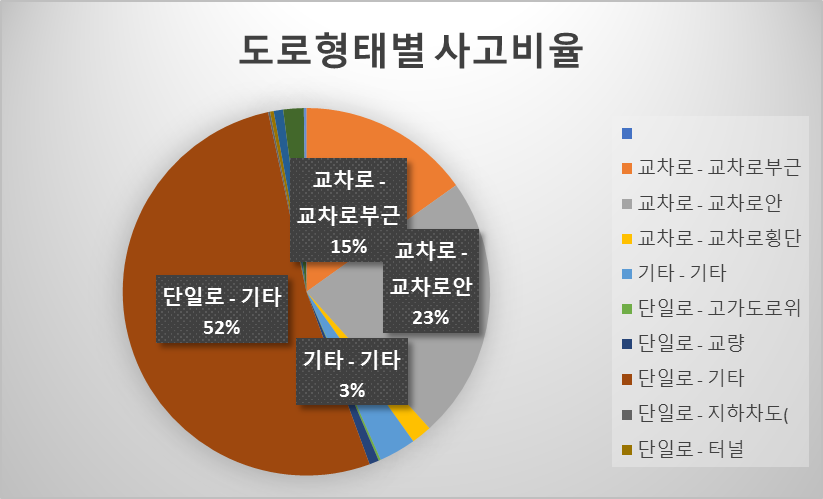 도로형태별 사고비율
교차로 -
교차로부근
15%
교차로 -
교차로안
23%
단일로 - 기타
52%
기타 - 기타
3%
교차로 - 교차로부근
교차로 - 교차로안
교차로 - 교차로횡단
기타 - 기타
단일로 - 고가도로위
단일로 - 교량
단일로 - 기타
단일로 - 지하차도(
단일로 - 터널